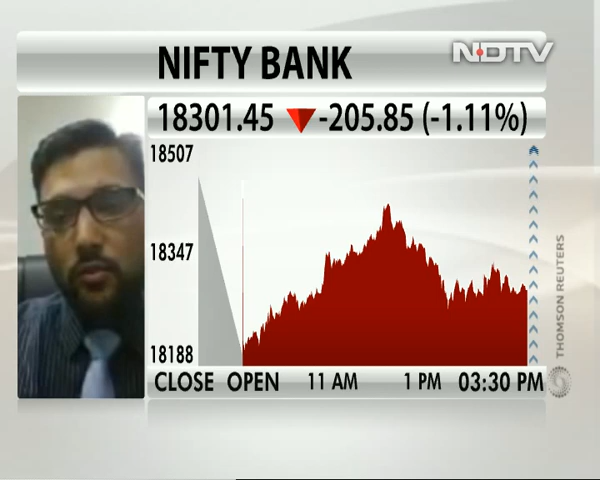 NIFTY BANK
NDTV
18301.45 -205.85 (-1.11%)
18507
18347
18188
CLOSE OPEN 11 AM 1 PM 03:30 PM
THOMSON REUTERS